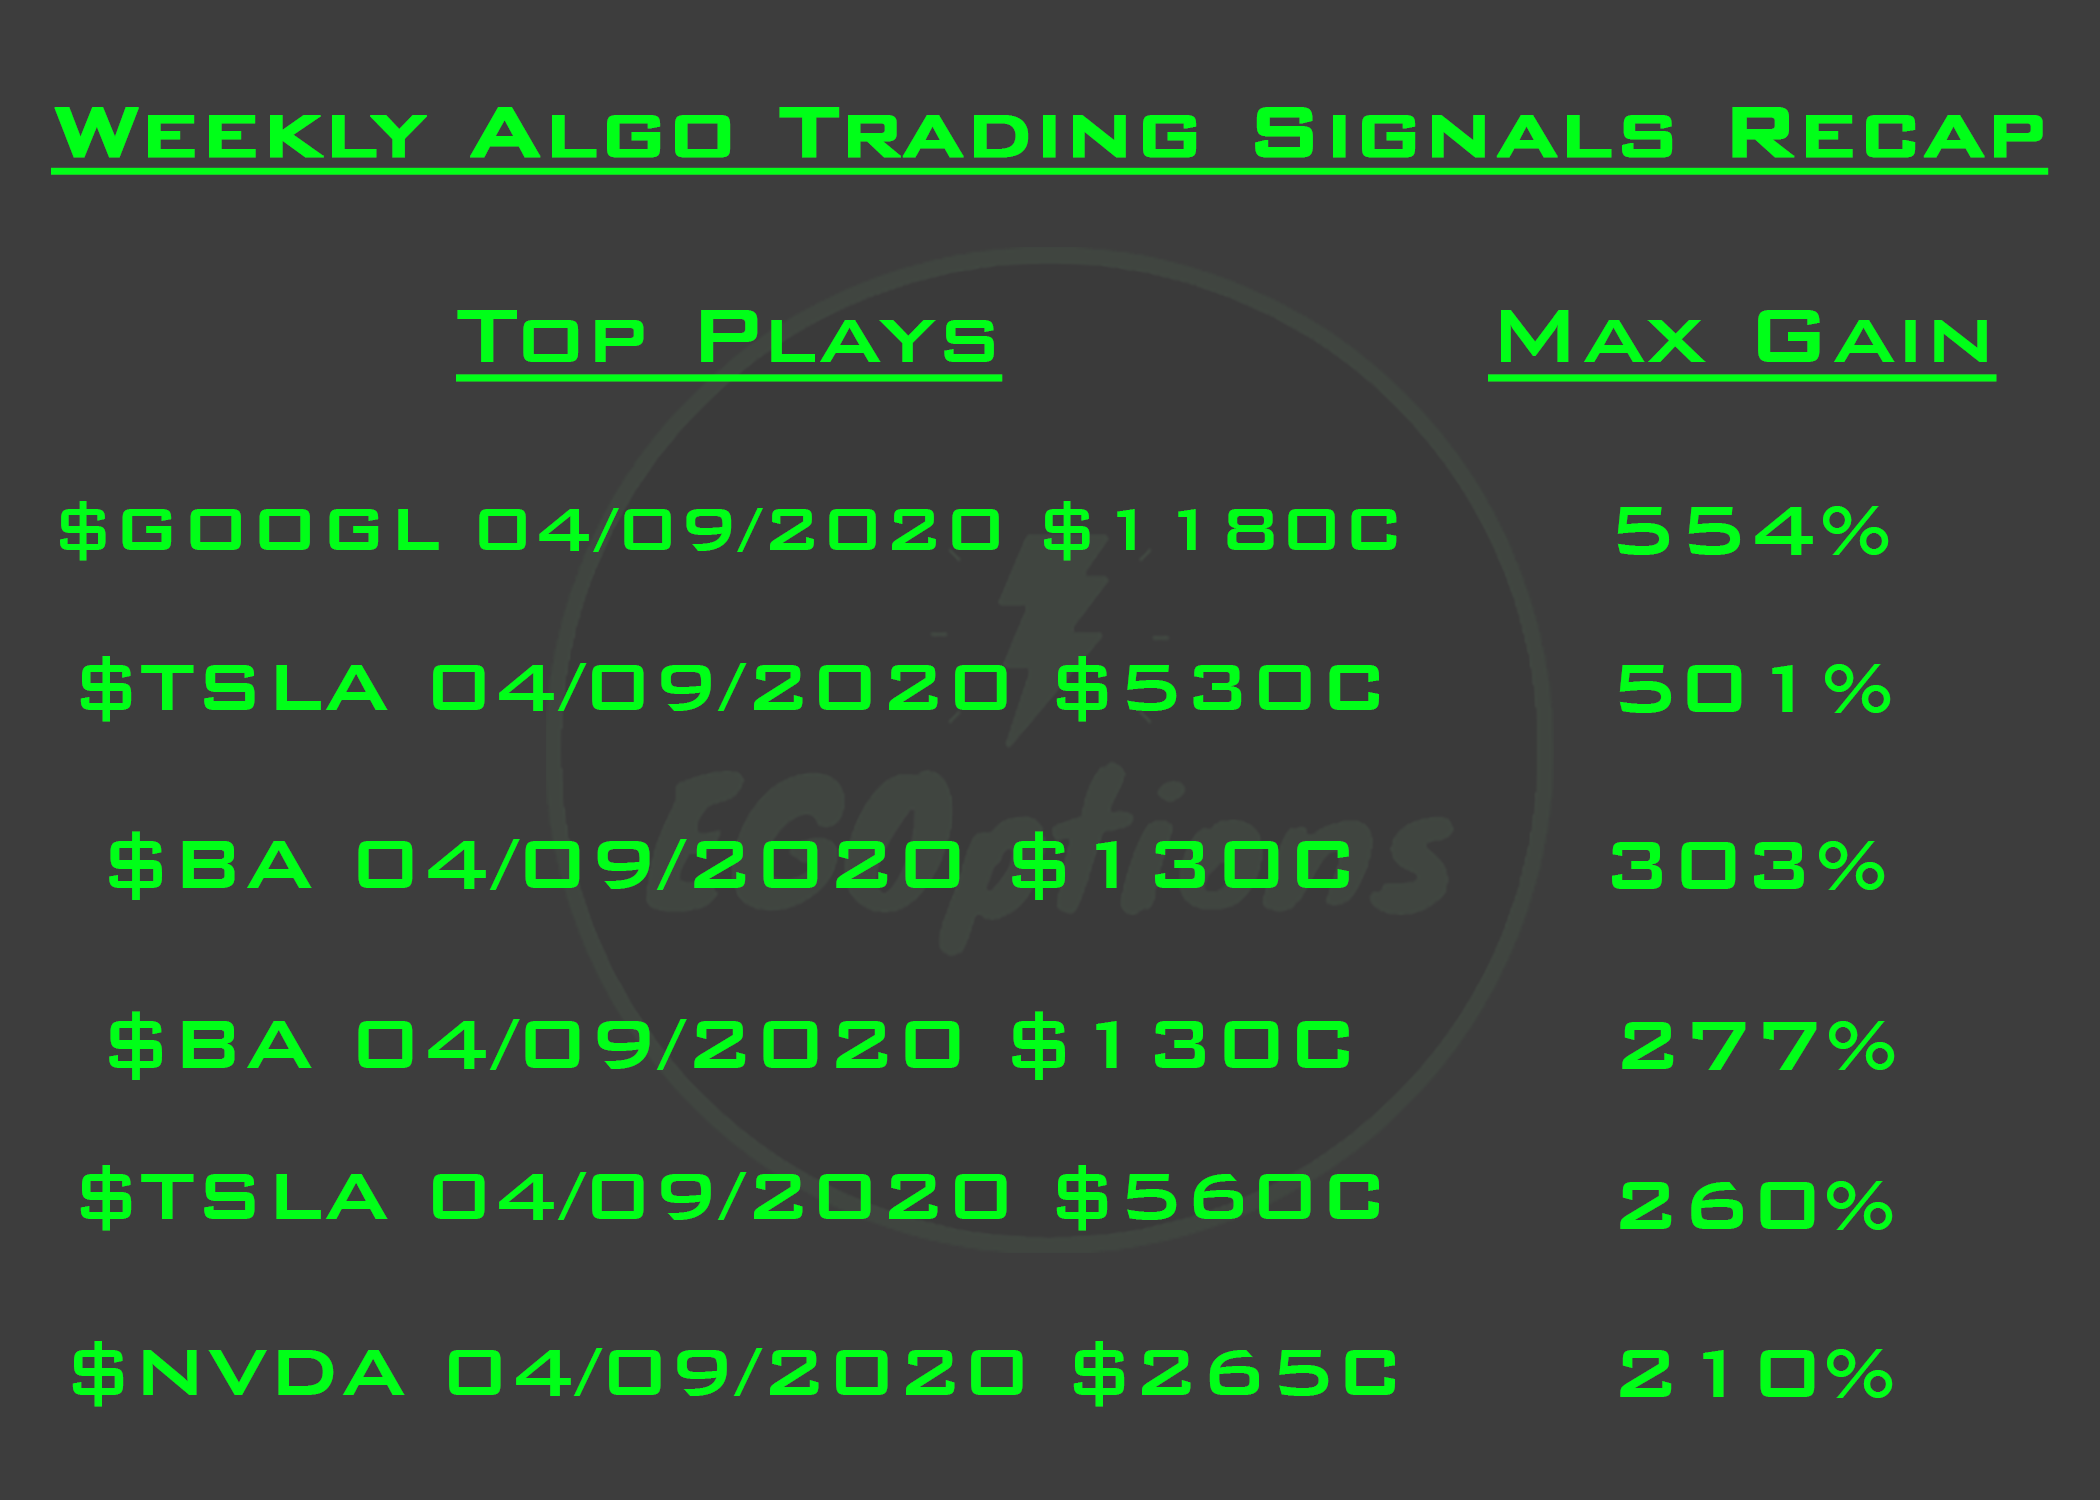 Weekly Algo Trading Signals Recap
Top Plays Max Gain
$GOOGL 04/09/2020 $1180C 554%
$TSLA 04/09/2020 $530C 501%
EGOptions
$BA 04/09/2020 $130C 303%
$BA 04/09/2020 $130C 277%
$TSLA 04/09/2020 $560C 260%
$NVDA 04/09/2020 $265C 210%